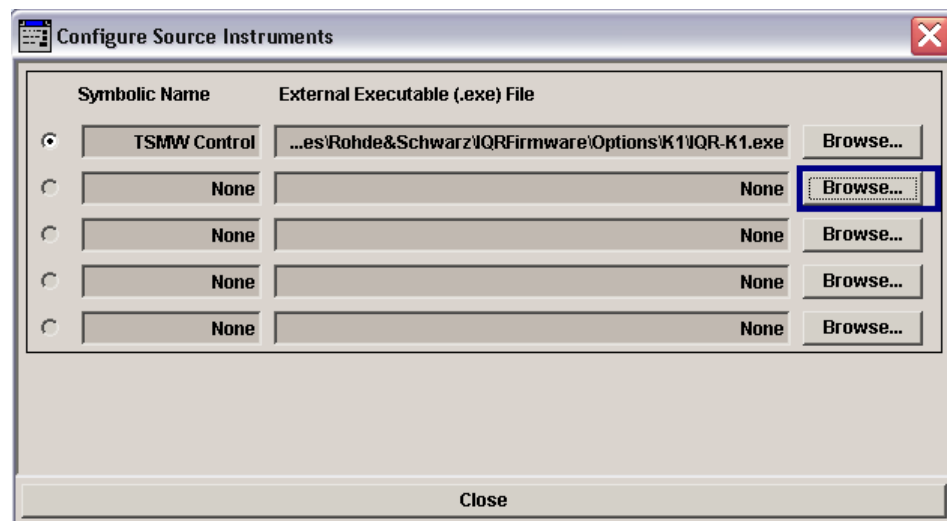 Configure Source Instruments
Symbolic Name External Executable (.exe) File
TSMW Control ...es\Rohde&Schwarz\IQRFirmware\Options\K1\IQR-K1.exe Browse...
None None Browse...
None None Browse...
None None Browse...
None None Browse...
Close